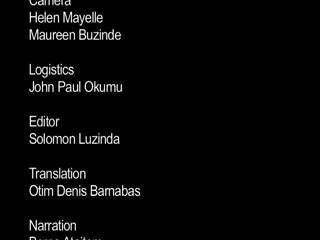 Camera
Helen Mayelle
Maureen Buzinde
Logistics
John Paul Okumu
Editor
Solomon Luzinda
Translation
Otim Denis Barnabas
Narration